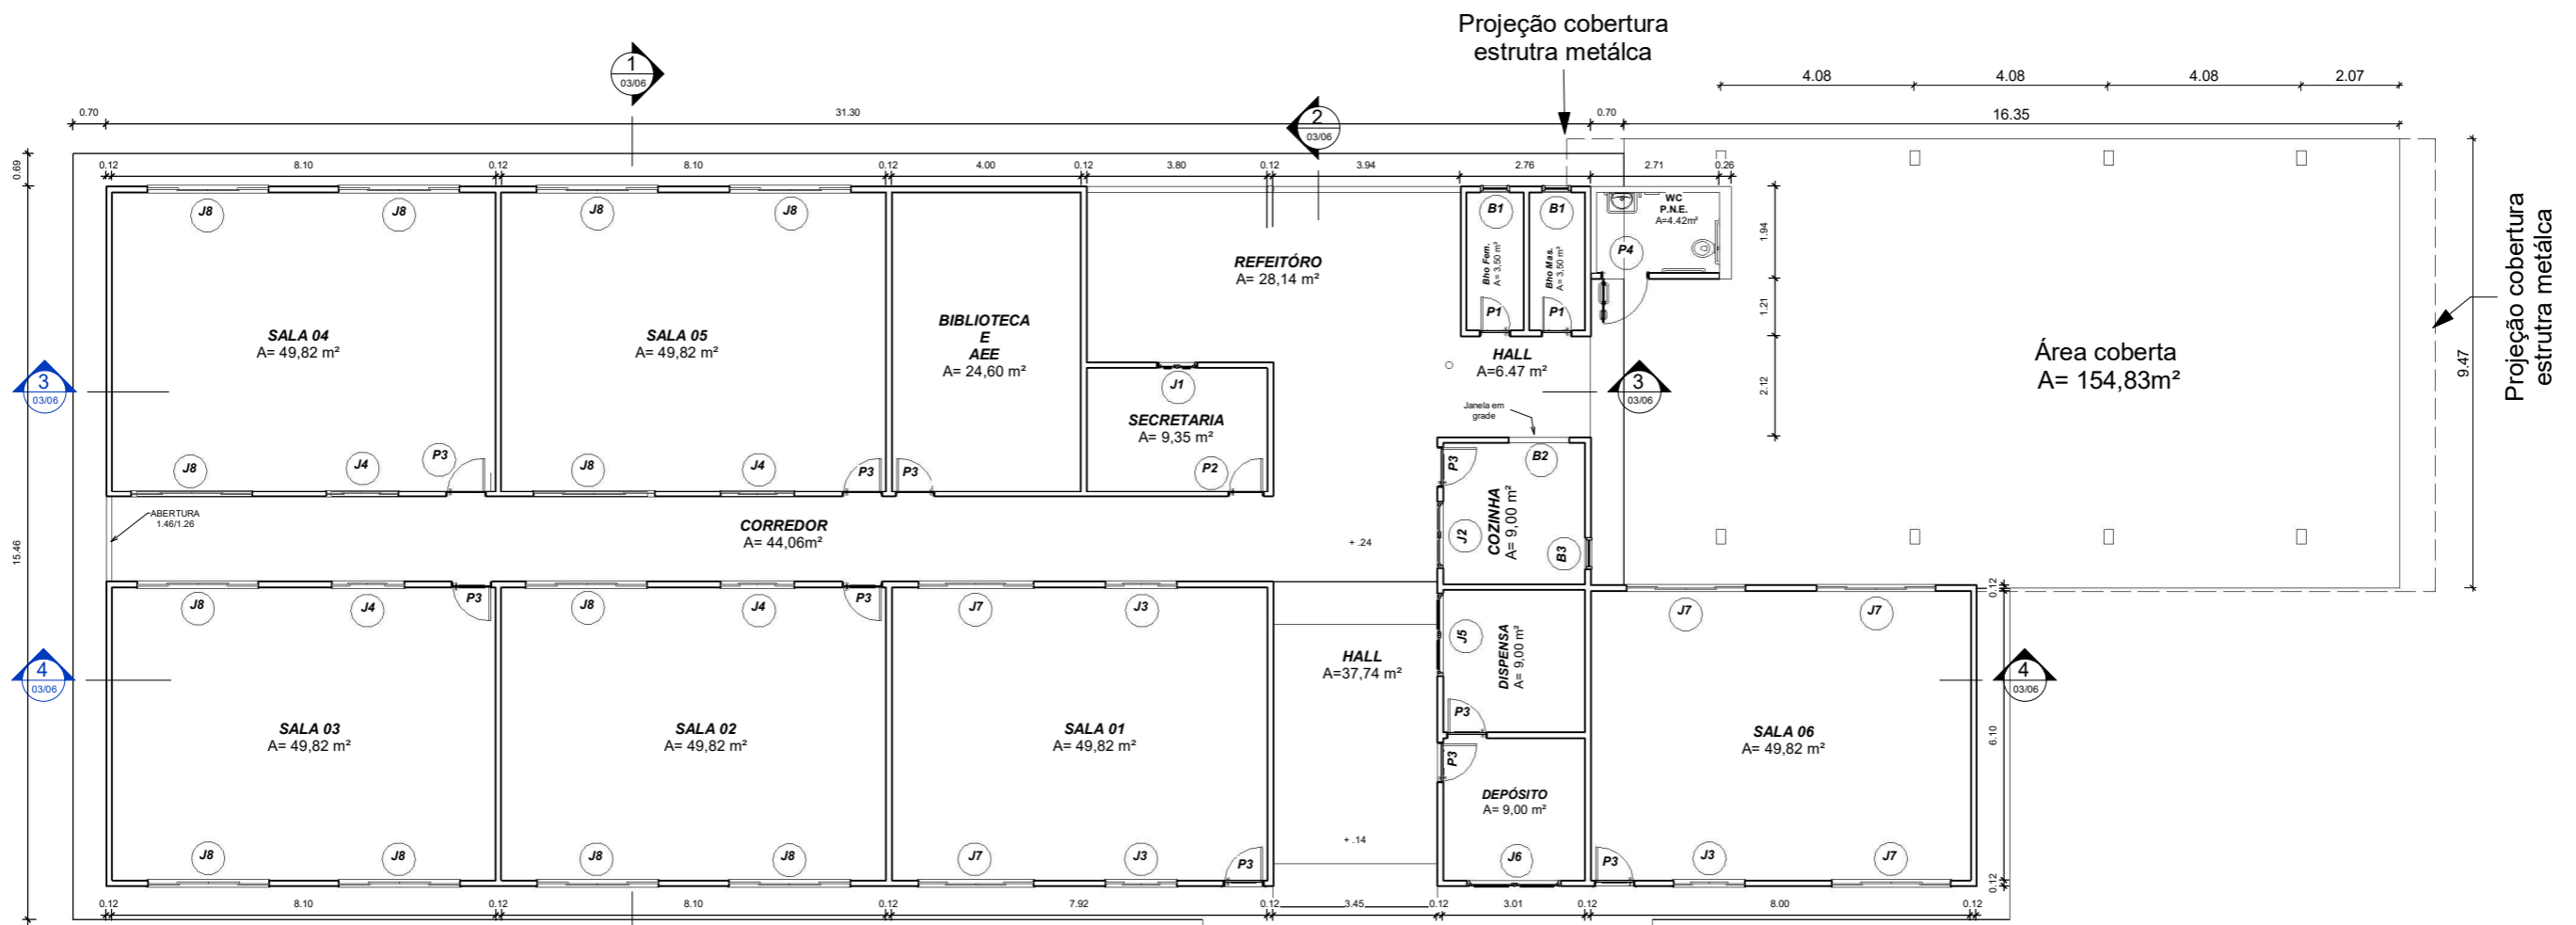 Projeção cobertura
estrutra metálca
1
03/06
4.08
4.08
4.08
2.07
0.70
31.30
2
03/06
0.70
16.35
0.69
0.12
8.10
0.12
8.10
0.12
4.00
0.12
3.80
0.12
3.94
2.76
2.71
0.26
J8
J8
J8
J8
B1
B1
WC
P.N.E.
A=4.42m²
P4
1.94
REFEITÓRO
A= 28,14 m²
Bho Fem.
A= 3,50 m²
Bho Mas.
A= 3,50 m²
P1
P1
1.21
Projeção cobertura
estrutra metálca
9.47
SALA 04
A= 49,82 m²
SALA 05
A= 49,82 m²
BIBLIOTECA
E
AEE
A= 24,60 m²
HALL
A=6.47 m²
Área coberta
A= 154,83m²
3
03/06
J1
3
03/06
2.12
Janela em
grade
SECRETARIA
A= 9,35 m²
J8
J4
P3
J8
J4
P3
P3
P2
P3
B2
ABERTURA
1.46/1.26
CORREDOR
A= 44,06m²
+ .24
J2
COZINHA
A= 9,00 m²
B3
15.46
J8
J4
P3
J8
J4
P3
J7
J3
J7
J7
0.12
J5
DISPENSA
A= 9,00 m²
4
03/06
HALL
A=37,74 m²
4
03/06
P3
SALA 03
A= 49,82 m²
SALA 02
A= 49,82 m²
SALA 01
A= 49,82 m²
SALA 06
A= 49,82 m²
6.10
P3
DEPÓSITO
A= 9,00 m²
+ .14
J8
J8
J8
J8
J7
J3
P3
J6
P3
J3
J7
0.12
0.12
8.10
0.12
8.10
0.12
7.92
0.12
3.45
0.12
3.01
0.12
8.00
0.12